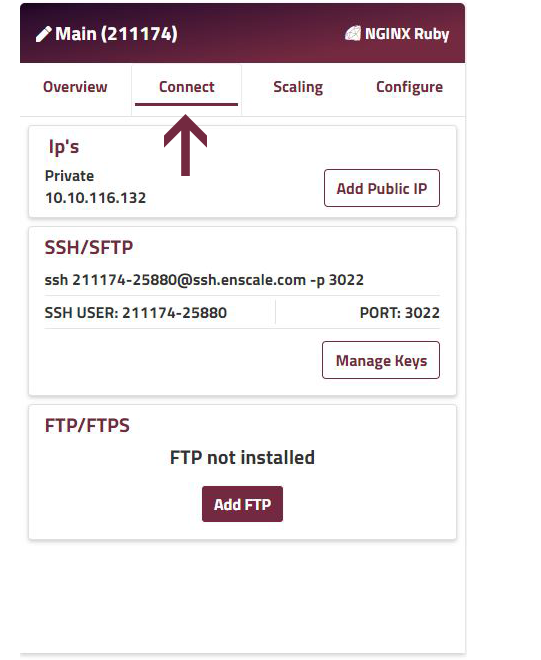 Main (211174) NGINX Ruby
Overview Connect Scaling Configure
Ip's
Private
10.10.116.132
Add Public IP
SSH/SFTP
ssh 211174-25880@ssh.enscale.com -p 3022
SSH USER: 211174-25880 PORT: 3022
Manage Keys
FTP/FTPS
FTP not installed
Add FTP